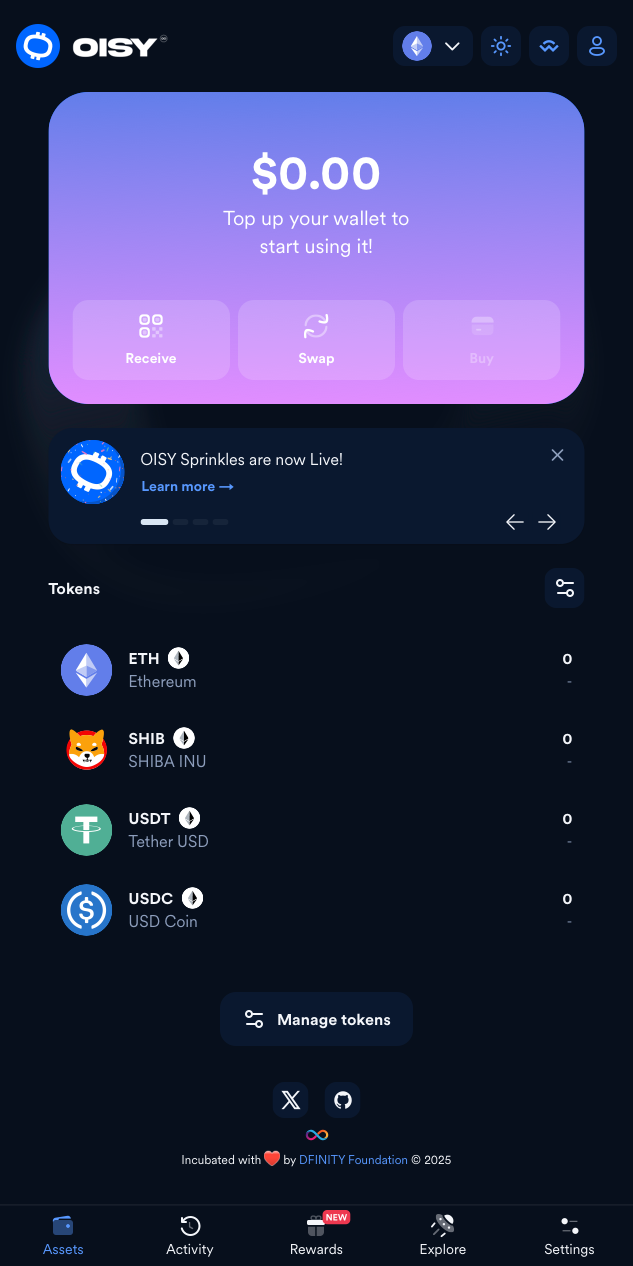 OISY
$0.00
Top up your wallet to
start using it!
Receive
Swap
Buy
OISY Sprinkles are now Live!
Learn more →
Tokens
ETH
0
Ethereum
-
SHIB
0
SHIBA INU
-
USDT
0
Tether USD
-
USDC
0
USD Coin
-
Manage tokens
Incubated with ❤️ by DFINITY Foundation © 2025
NEW
Assets
Activity
Rewards
Explore
Settings